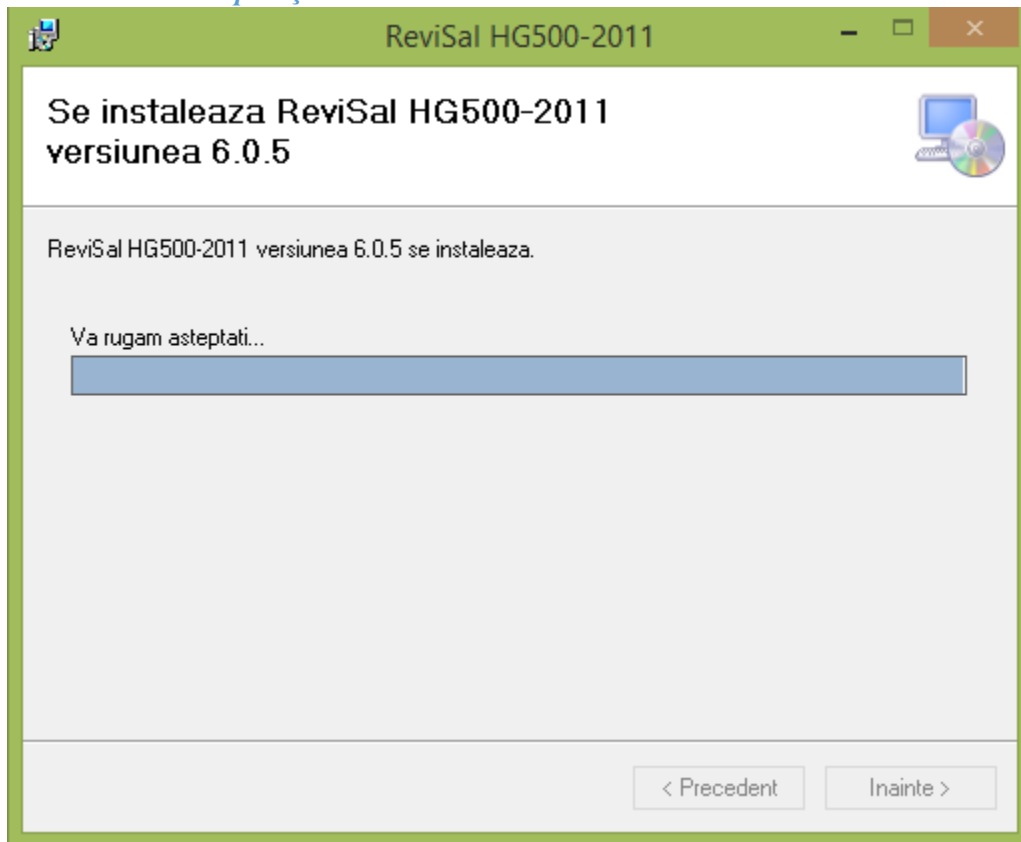 ReviSal HG500-2011
Se instaleaza ReviSal HG500-2011
versiunea 6.0.5
ReviSal HG500-2011 versiunea 6.0.5 se instaleaza.
Va rugam asteptati...
< Precedent
Inainte >